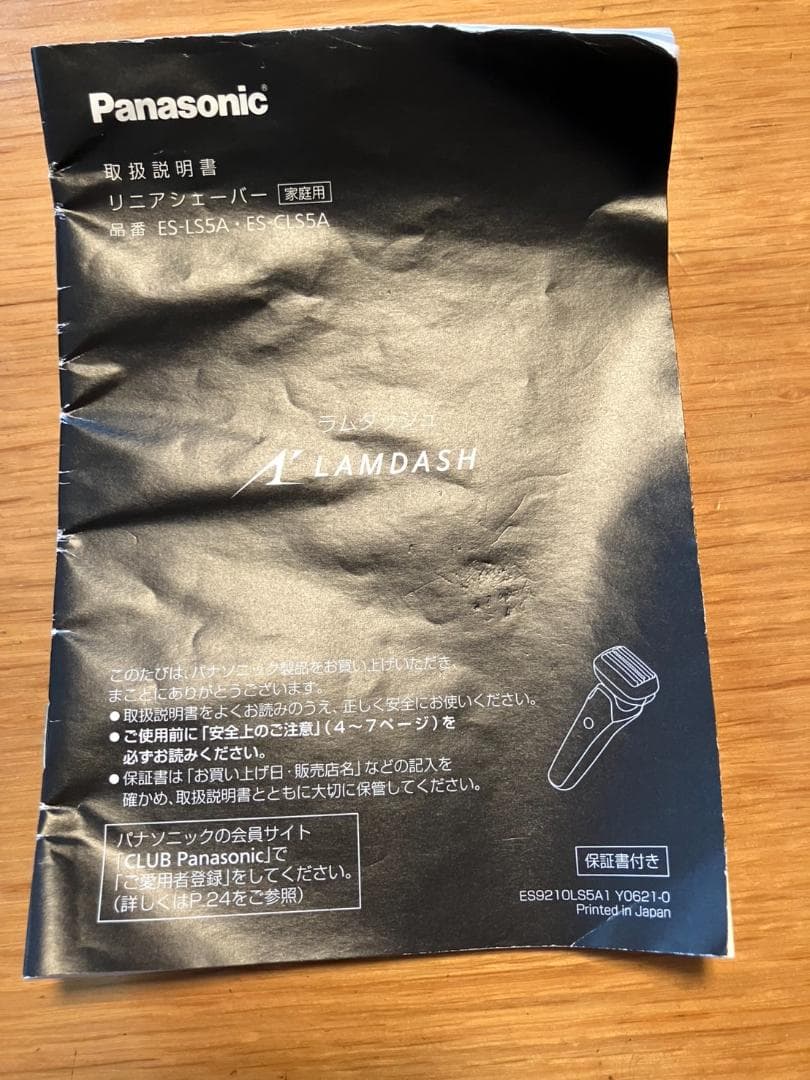 Panasonic®
取扱説明書
リニアシェーバー 家庭用
品番 ES-LS5A・ES-CLS5A
ラムダッシュ
LAMDASH
このたびは、パナソニック製品をお買い上げいただき、
まことにありがとうございます。
●取扱説明書をよくお読みのうえ、正しく安全にお使いください。
●ご使用前に「安全上のご注意」(4〜7ページ)を
必ずお読みください。
●保証書は「お買い上げ日・販売店名」などの記入を
確かめ、取扱説明書とともに大切に保管してください。
パナソニックの会員サイト
「CLUB Panasonic」で
「ご愛用者登録」をしてください。
(詳しくはP.24をご参照)
保証書付き
ES9210LS5A1 Y0621-0
Printed in Japan